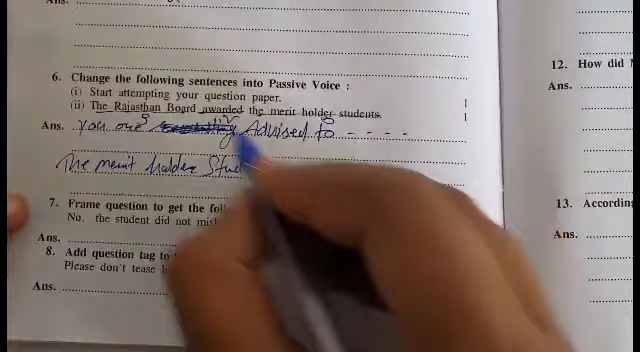 Ans.
6. Change the following sentences into Passive Voice :
(i) Start attempting your question paper. 1
(ii) The Rajasthan Board awarded the merit holder students. 1
Ans. You are Advised to - - - -
The merit holder Stud
7. Frame question to get the
No, the student did not
Ans.
8. Add question tag to
Please don't tease
Ans.
12. How did
Ans.
13. According
Ans.